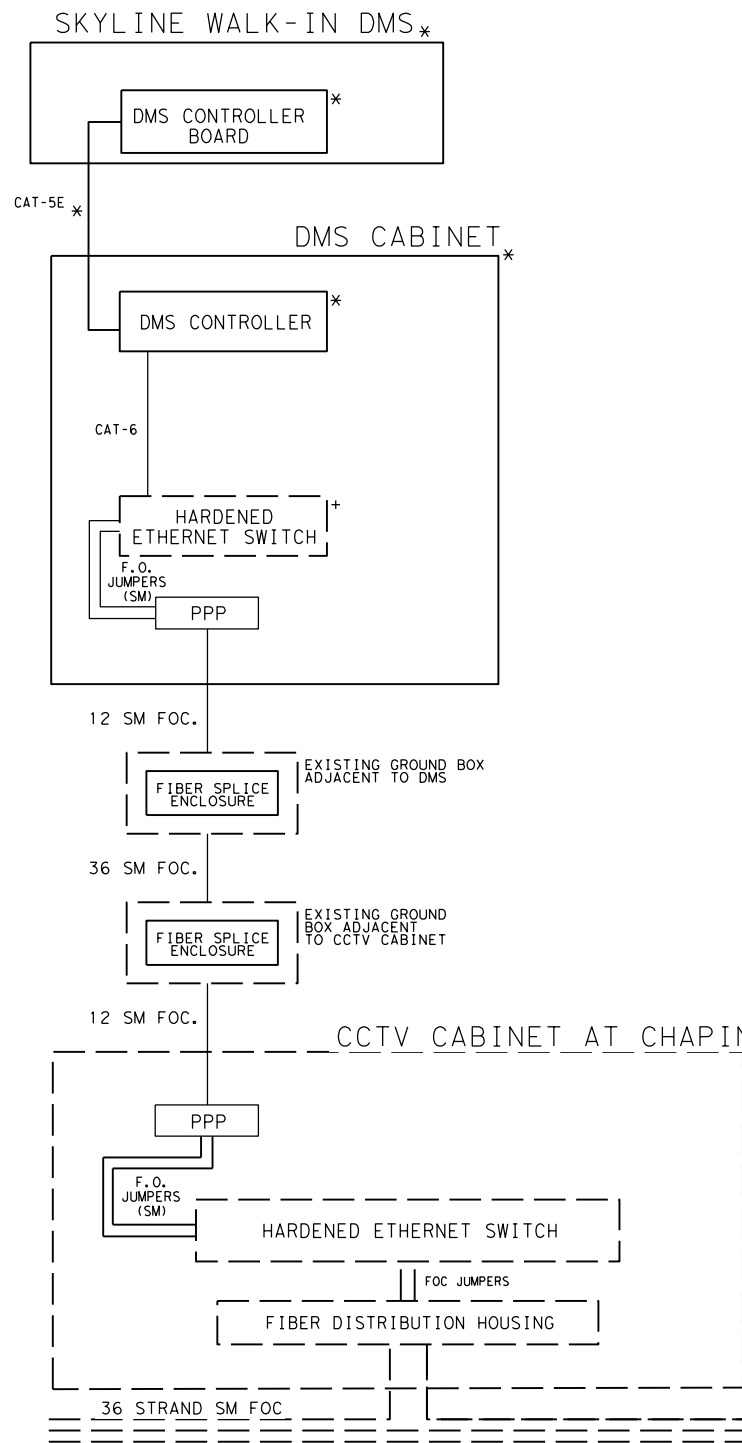 SKYLINE WALK-IN DMS*
DMS CONTROLLER
BOARD
*
CAT-5E *
DMS CABINET*
DMS CONTROLLER
*
CAT-6
HARDENED
ETHERNET SWITCH
+
F.O.
JUMPERS
(SM)
PPP
12 SM FOC.
EXISTING GROUND BOX
ADJACENT TO DMS
FIBER SPLICE
ENCLOSURE
36 SM FOC.
EXISTING GROUND
BOX ADJACENT
TO CCTV CABINET
FIBER SPLICE
ENCLOSURE
12 SM FOC.
CCTV CABINET AT CHAPIN
PPP
F.O.
JUMPERS
(SM)
HARDENED ETHERNET SWITCH
FOC JUMPERS
FIBER DISTRIBUTION HOUSING
36 STRAND SM FOC